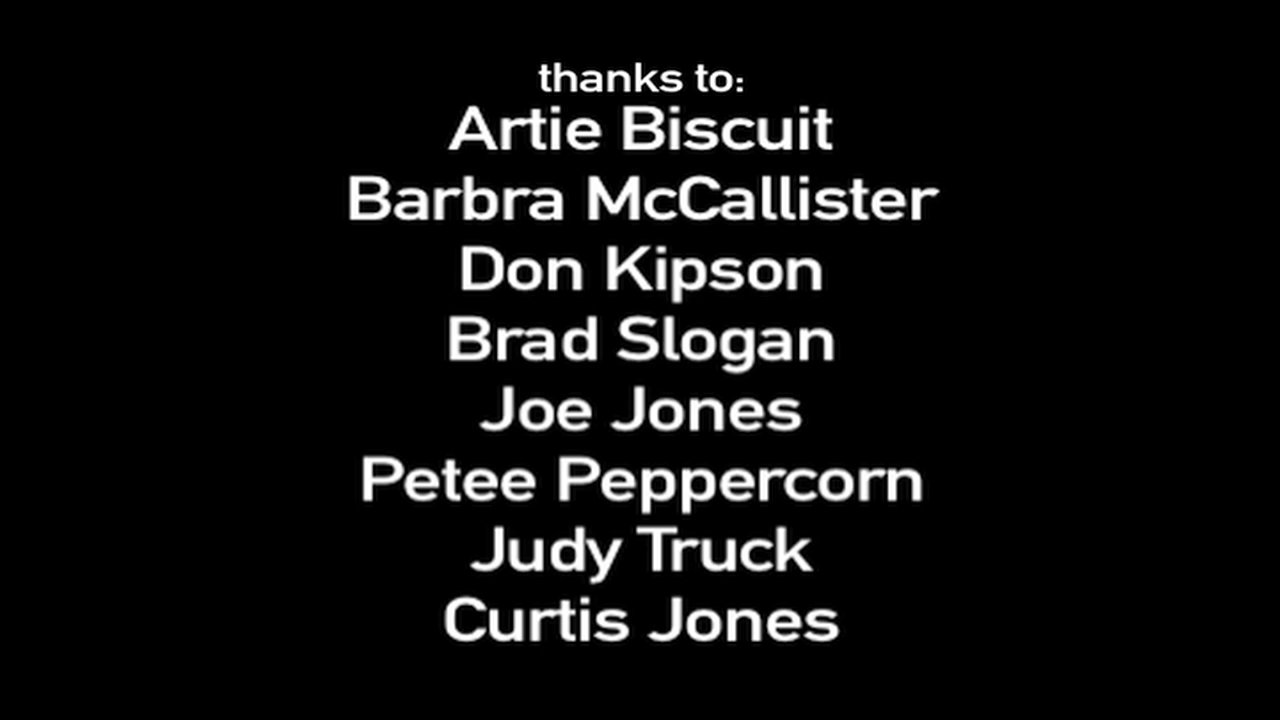 thanks to:
Artie Biscuit
Barbra McCallister
Don Kipson
Brad Slogan
Joe Jones
Petee Peppercorn
Judy Truck
Curtis Jones